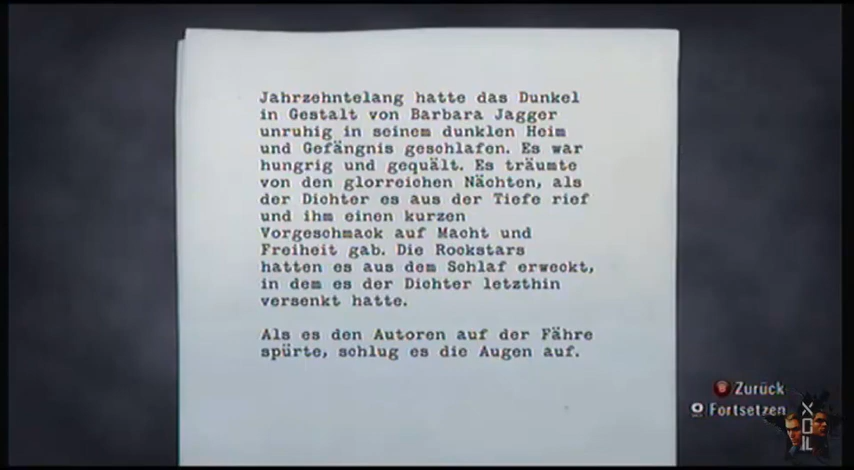 Jahrzehntelang hatte das Dunkel
in Gestalt von Barbara Jagger
unruhig in seinem dunklen Heim
und Gefängnis geschlafen. Es war
hungrig und gequält. Es träumte
von den glorreichen Nächten, als
der Dichter es aus der Tiefe rief
und ihm einen kurzen
Vorgeschmack auf Macht und
Freiheit gab. Die Rockstars
hatten es aus dem Schlaf erweckt,
in dem es der Dichter letzthin
versenkt hatte.
Als es den Autoren auf der Fähre
spürte, schlug es die Augen auf.
Zurück
Fortsetzen